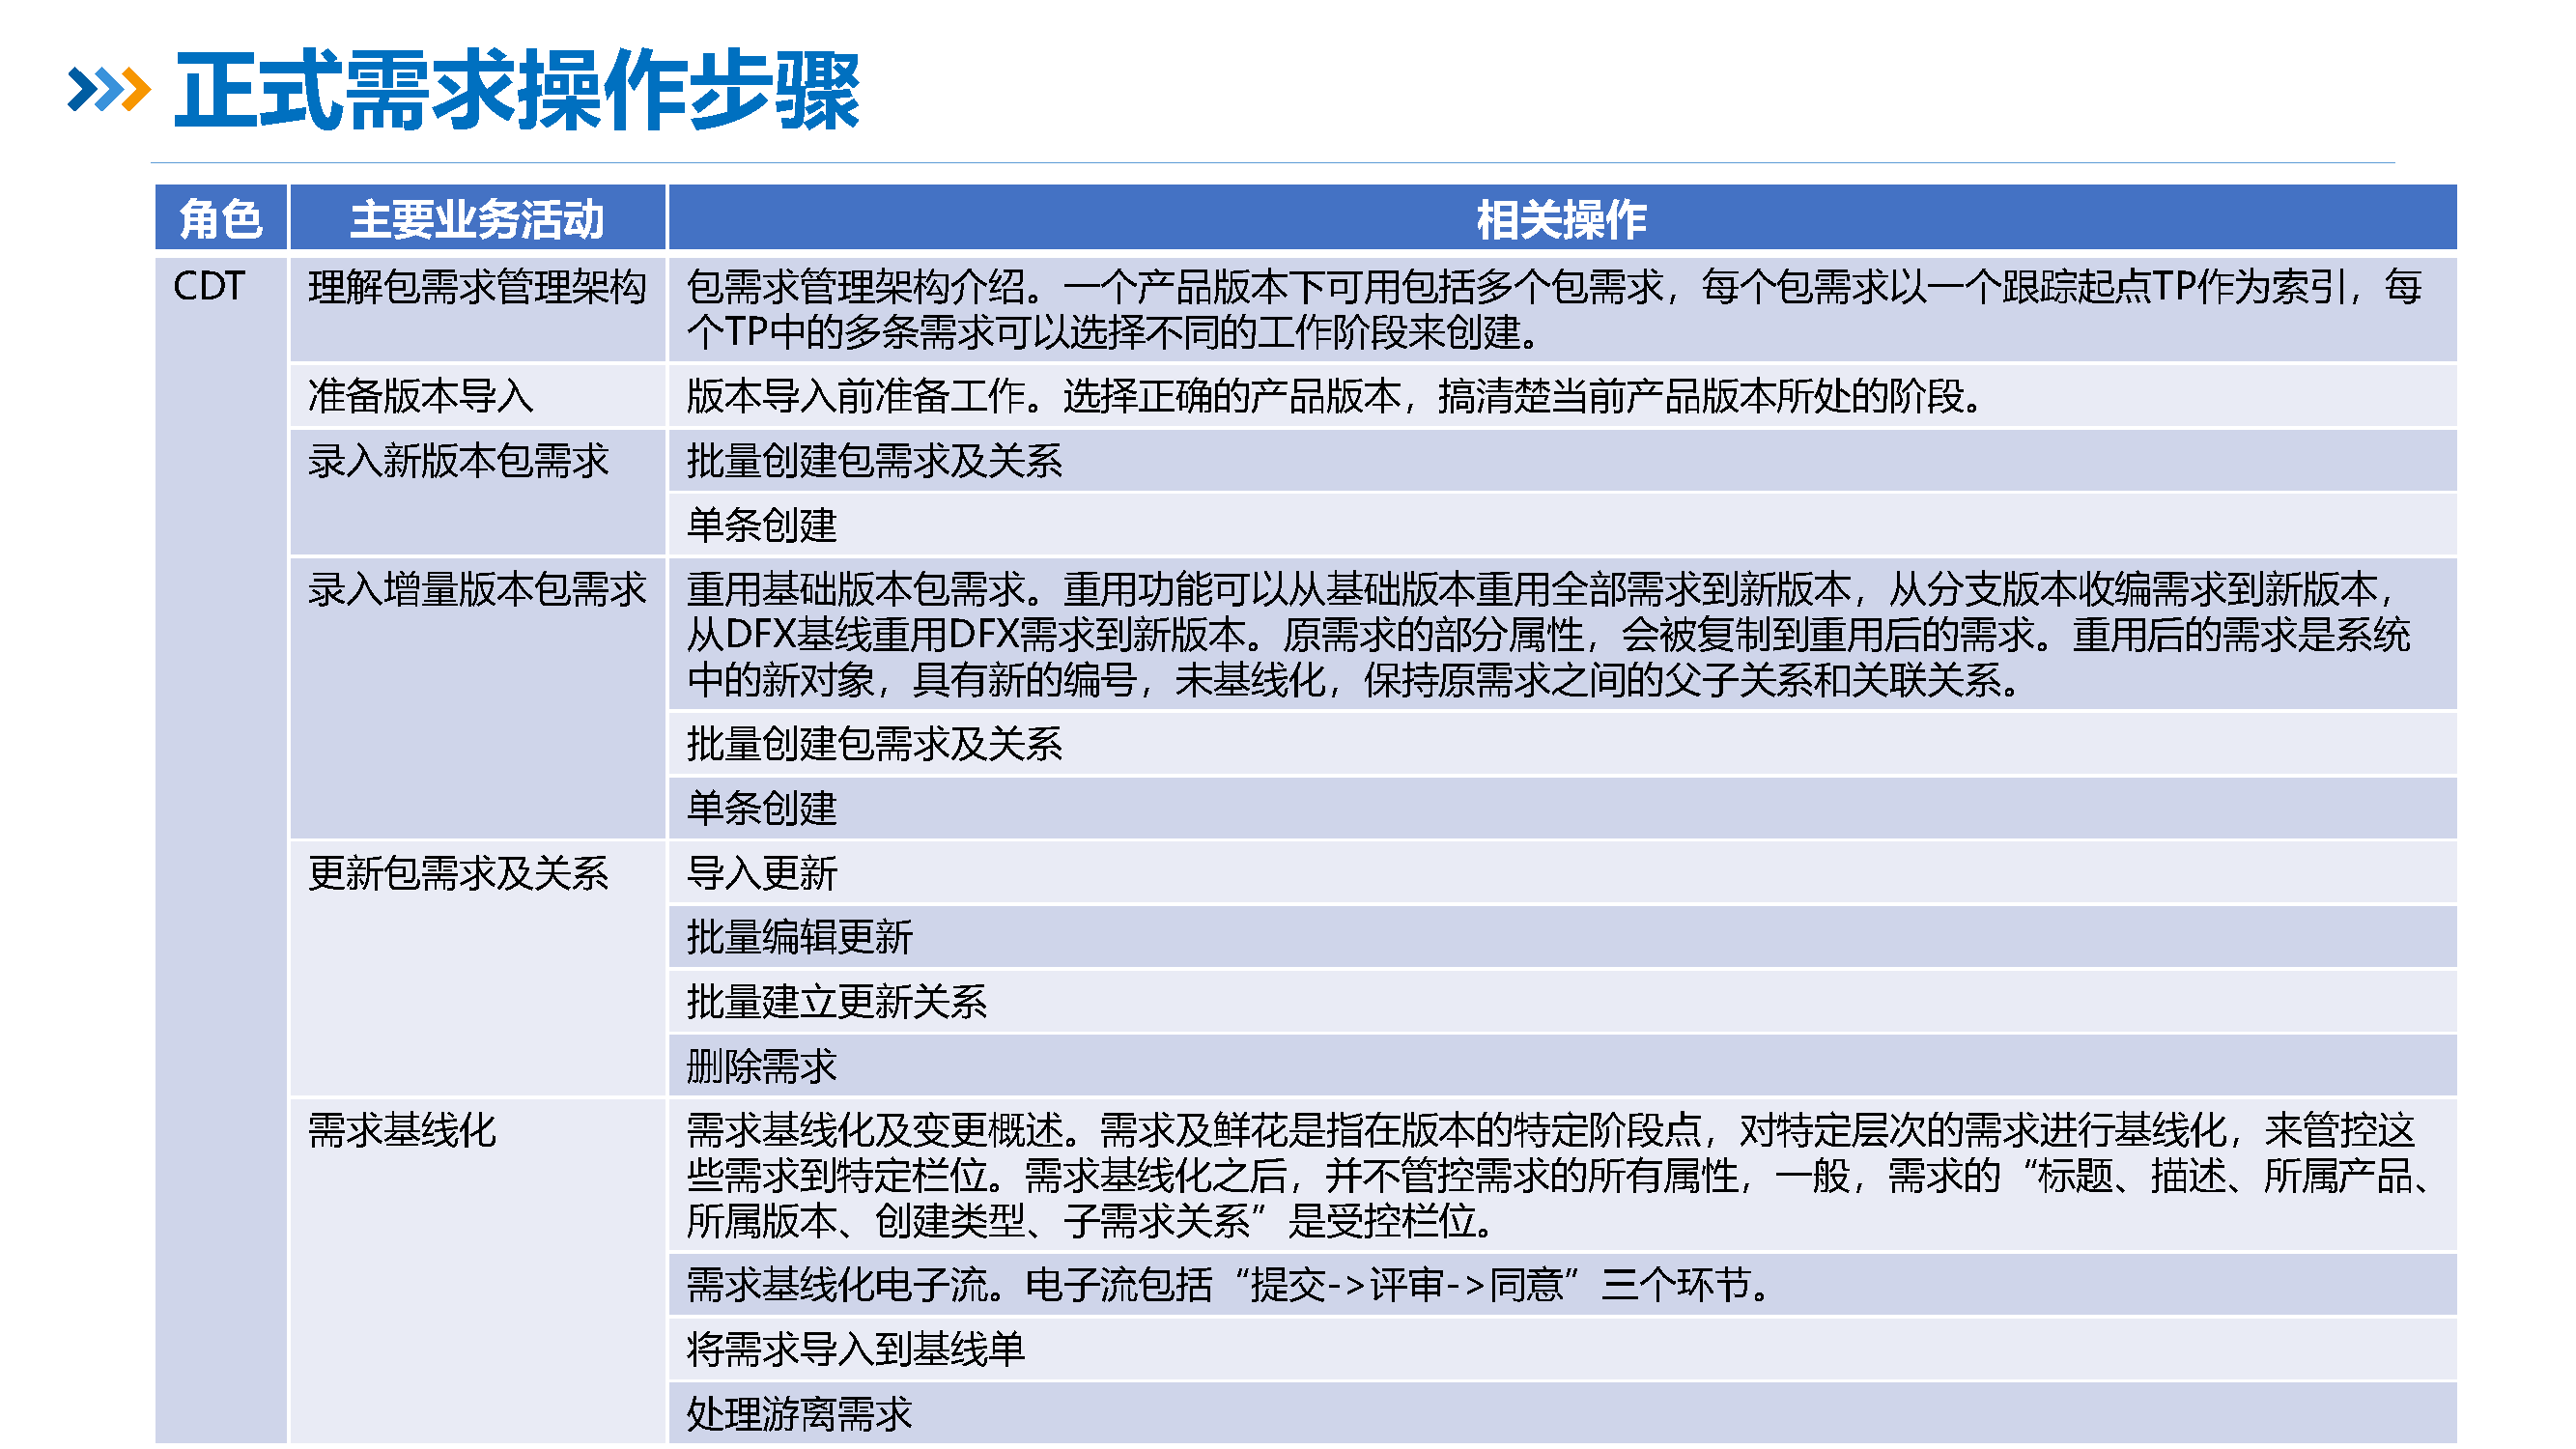 正式需求操作步骤
角色 主要业务活动 相关操作
CDT 理解包需求管理架构 包需求管理架构介绍。一个产品版本下可用包括多个包需求，每个包需求以一个跟踪起点TP作为索引，每
个TP中的多条需求可以选择不同的工作阶段来创建。
准备版本导入 版本导入前准备工作。选择正确的产品版本，搞清楚当前产品版本所处的阶段。
录入新版本包需求 批量创建包需求及关系
单条创建
录入增量版本包需求 重用基础版本包需求。重用功能可以从基础版本重用全部需求到新版本，从分支版本收编需求到新版本，
从DFX基线重用DFX需求到新版本。原需求的部分属性，会被复制到重用后的需求。重用后的需求是系统
中的新对象，具有新的编号，未基线化，保持原需求之间的父子关系和关联关系。
批量创建包需求及关系
单条创建
更新包需求及关系 导入更新
批量编辑更新
批量建立更新关系
删除需求
需求基线化 需求基线化及变更概述。需求及鲜花是指在版本的特定阶段点，对特定层次的需求进行基线化，来管控这
些需求到特定栏位。需求基线化之后，并不管控需求的所有属性，一般，需求的“标题、描述、所属产品、
所属版本、创建类型、子需求关系”是受控栏位。
需求基线化电子流。电子流包括“提交->评审->同意”三个环节。
将需求导入到基线单
处理游离需求